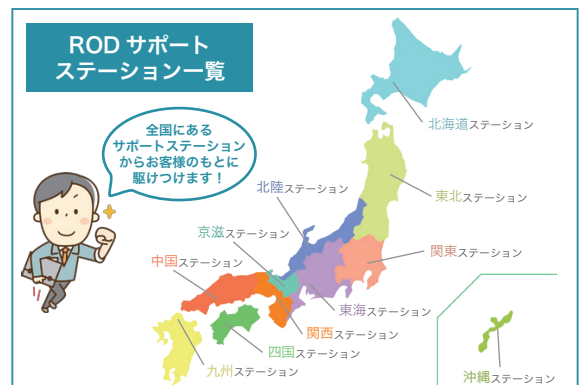 ROD サポート
ステーション一覧
全国にある
サポートステーション
からお客様のもとに
駆けつけます！
北海道ステーション
東北ステーション
北陸ステーション
京滋ステーション
関東ステーション
中国ステーション
東海ステーション
関西ステーション
四国ステーション
九州ステーション
沖縄ステーション